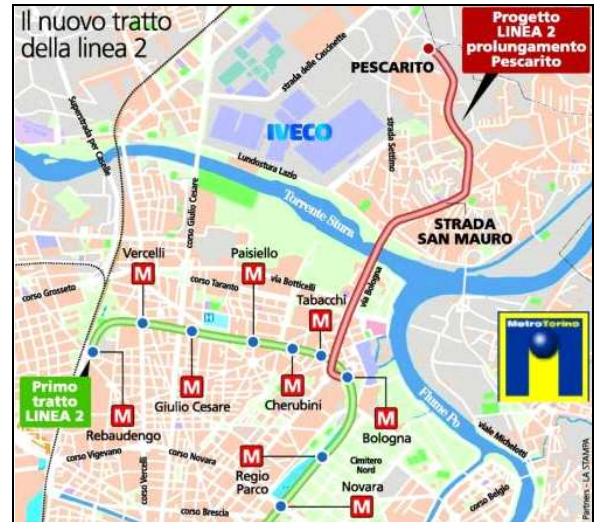 Il nuovo tratto
della linea 2
Progetto
LINEA 2
prolungamento
Pescarito
PESCARITO
strada delle Cascinette
IVECO
strada Settimo
Superstrada per Caselle
corso Giulio Cesare
Lungostura Lazio
Torrente Stura
STRADA
SAN MAURO
Vercelli
M
Paisiello
M
corso Grosseto
corso Taranto
via Botticelli
Tabacchi
M
via Bologna
H
MetroTorino
M
Primo
tratto
LINEA 2
M
Rebaudengo
M
Giulio Cesare
M
Cherubini
M
Bologna
Fiume Po
viale Michelotti
corso Vigevano
corso Vercelli
corso Novara
M
Regio
Parco
Cimitero
Nord
Novara
M
corso Brescia
corso Belgio
Partners - LA STAMPA